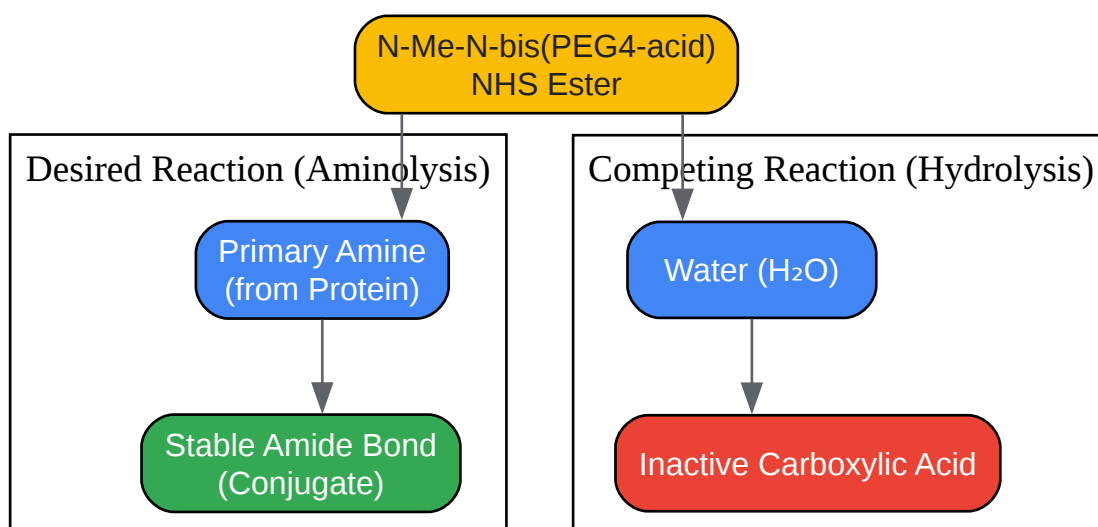 N-Me-N-bis(PEG4-acid)
NHS Ester
Desired Reaction (Aminolysis)
Primary Amine
(from Protein)
Stable Amide Bond
(Conjugate)
Competing Reaction (Hydrolysis)
Water (H₂O)
Inactive Carboxylic Acid